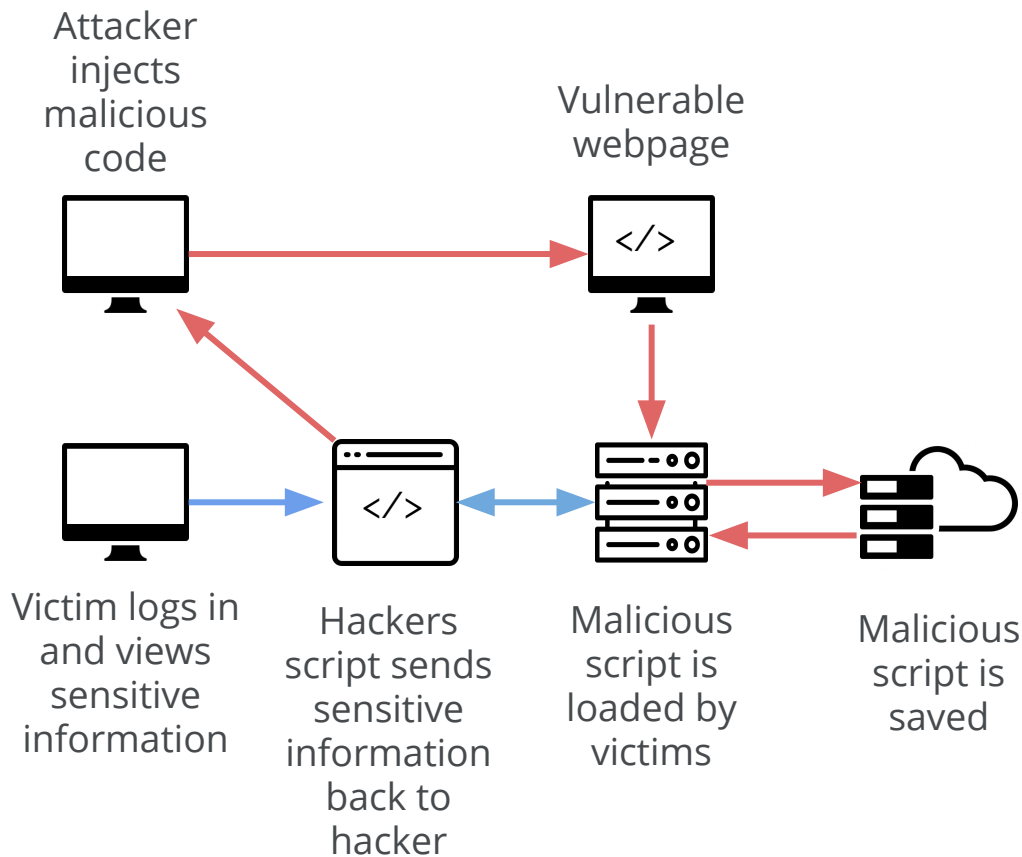 Attacker
injects
malicious
code
Vulnerable
webpage
</>
</>
Victim logs in
and views
sensitive
information
Hackers
script sends
sensitive
information
back to
hacker
Malicious
script is
loaded by
victims
Malicious
script is
saved